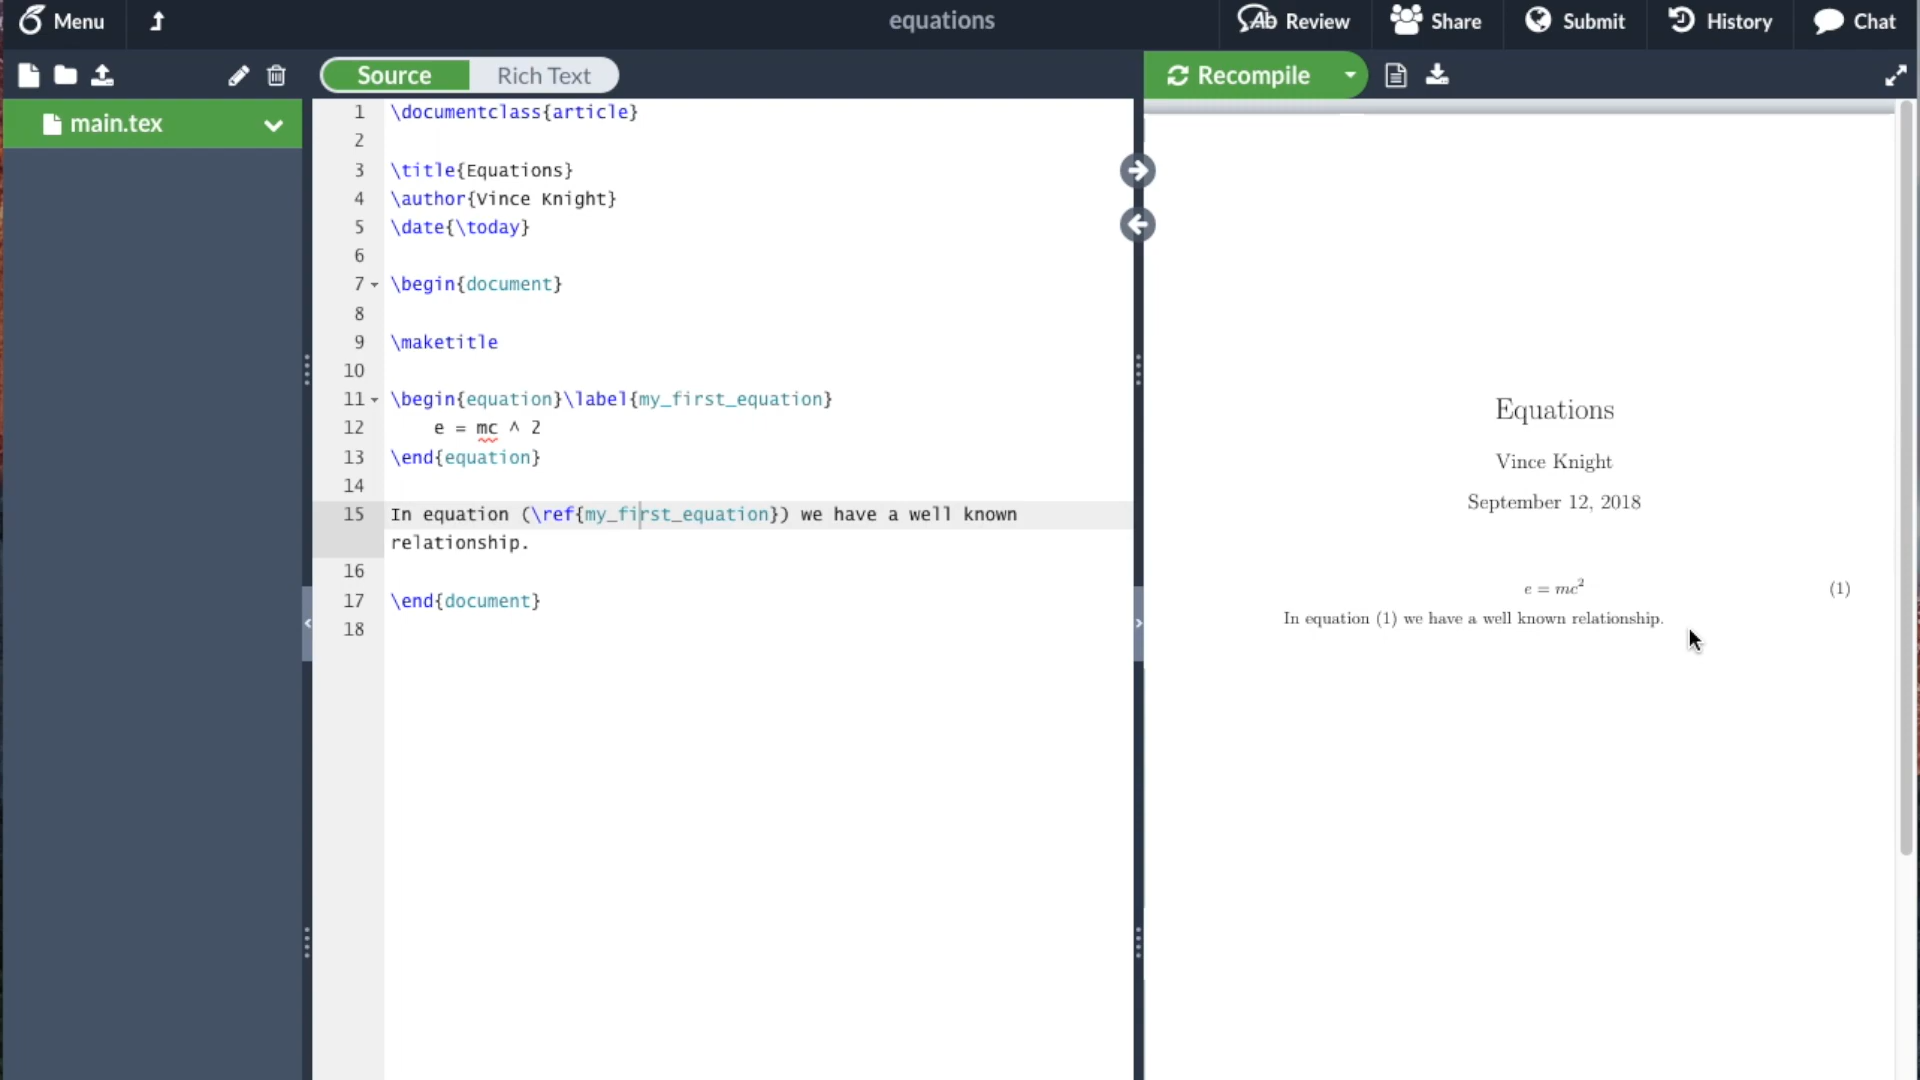 Menu
equations
Review
Share
Submit
History
Chat
Source
Rich Text
Recompile
main.tex
1 \documentclass{article}
2
3 \title{Equations}
4 \author{Vince Knight}
5 \date{\today}
6
7 \begin{document}
8
9 \maketitle
10
11 \begin{equation}\label{my_first_equation}
12     e = mc ^ 2
13 \end{equation}
14
15 In equation (\ref{my_first_equation}) we have a well known
relationship.
16
17 \end{document}
18
Equations
Vince Knight
September 12, 2018
e = mc² (1)
In equation (1) we have a well known relationship.